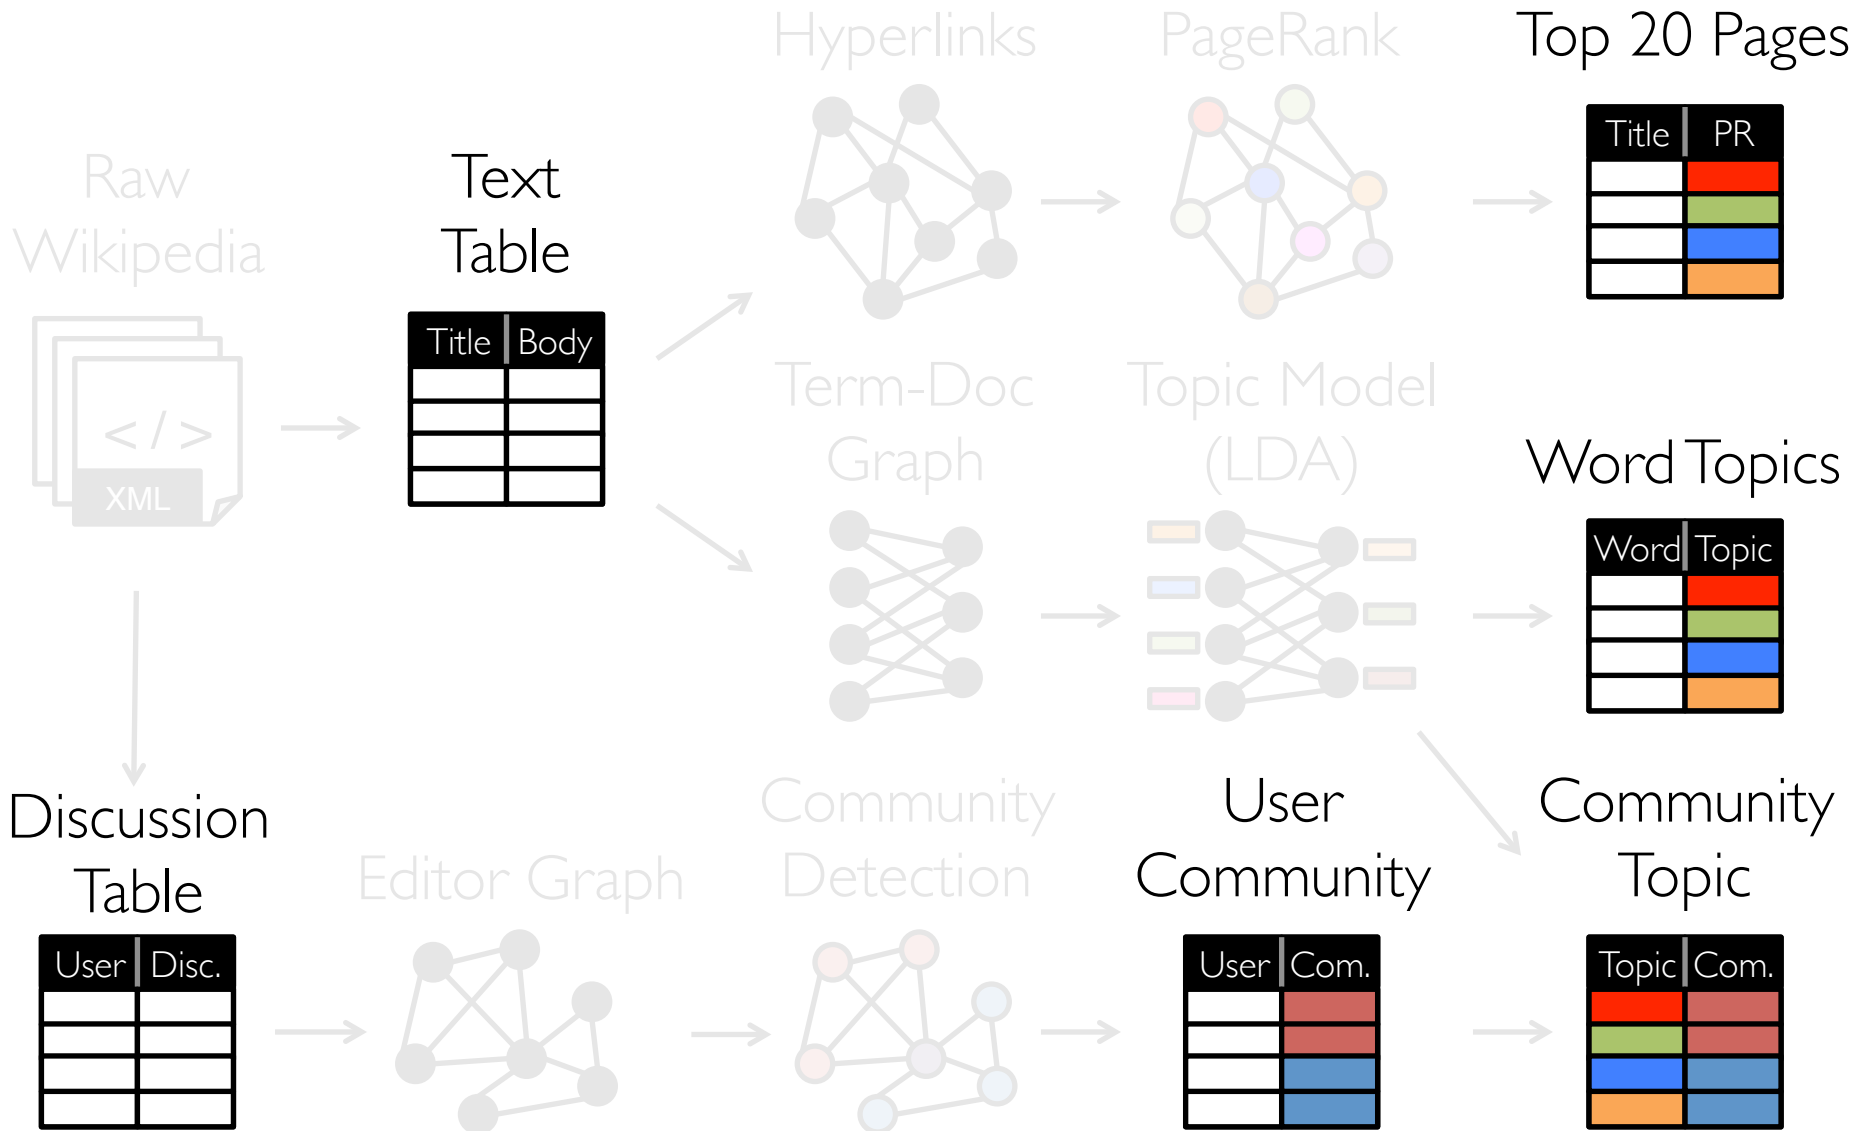 Hyperlinks
PageRank
Top 20 Pages
Title PR
Raw
Wikipedia
</>
XML
Text
Table
Title Body
Term-Doc
Graph
Topic Model
(LDA)
Word Topics
Word Topic
Discussion
Table
User Disc.
Editor Graph
Community
Detection
User
Community
User Com.
Community
Topic
Topic Com.